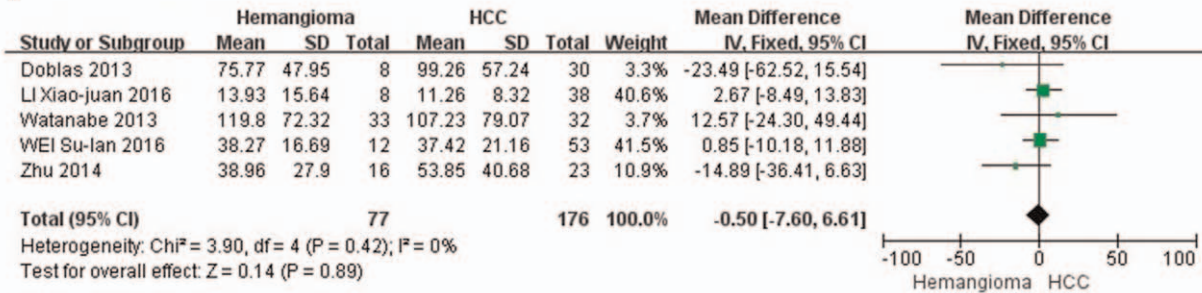 Hemangioma HCC Mean Difference Mean Difference
Study or Subgroup Mean SD Total Mean SD Total Weight IV, Fixed, 95% CI IV, Fixed, 95% CI
Doblas 2013 75.77 47.95 8 99.26 57.24 30 3.3% -23.49 [-62.52, 15.54]
LI Xiao-juan 2016 13.93 15.64 8 11.26 8.32 38 40.6% 2.67 [-8.49, 13.83]
Watanabe 2013 119.8 72.32 33 107.23 79.07 32 3.7% 12.57 [-24.30, 49.44]
WEI Su-lan 2016 38.27 16.69 12 37.42 21.16 53 41.5% 0.85 [-10.18, 11.88]
Zhu 2014 38.96 27.9 16 53.85 40.68 23 10.9% -14.89 [-36.41, 6.63]
Total (95% CI) 77 176 100.0% -0.50 [-7.60, 6.61]
Heterogeneity: Chi² = 3.90, df = 4 (P = 0.42); I² = 0%
Test for overall effect: Z = 0.14 (P = 0.89)
-100 -50 0 50 100
Hemangioma HCC